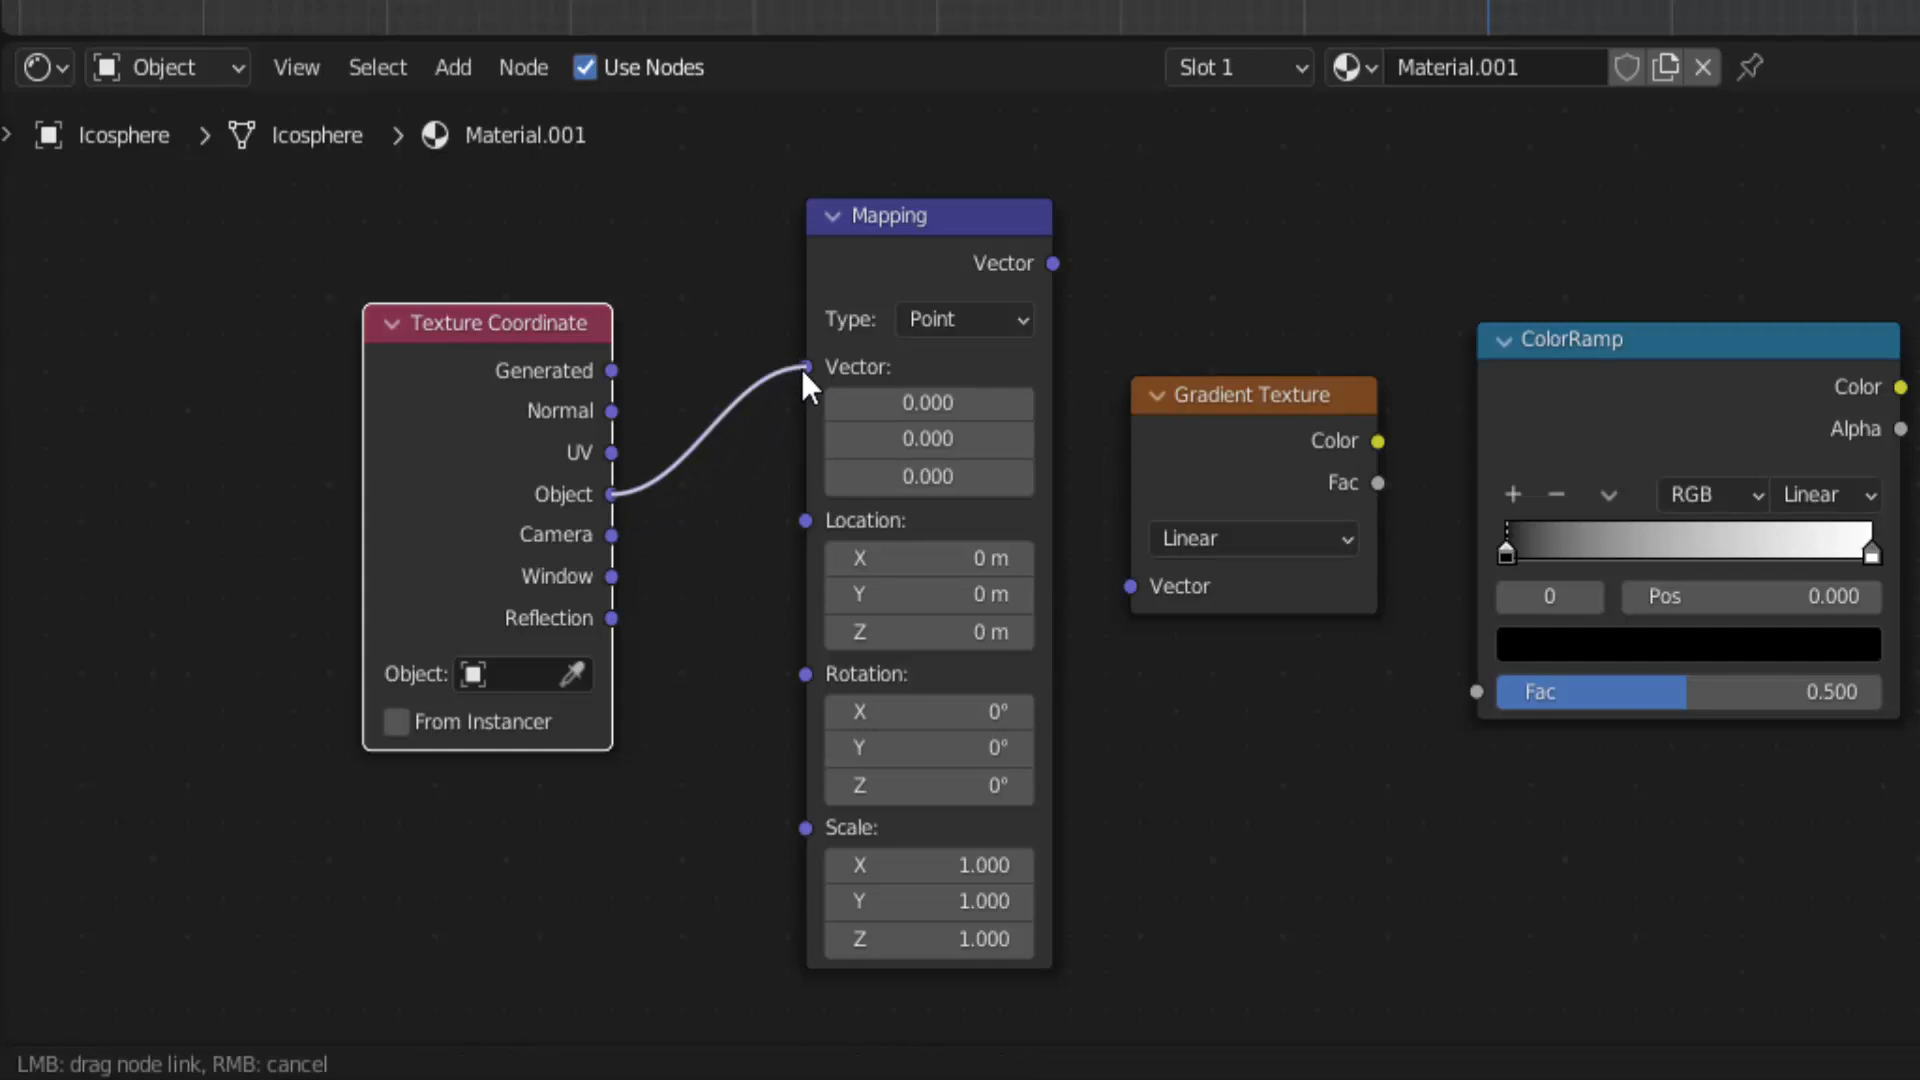 Object View Select Add Node Use Nodes Slot 1 Material.001
Icosphere Icosphere Material.001
Mapping
Vector
Type: Point
Vector:
0.000
0.000
0.000
Location:
X 0 m
Y 0 m
Z 0 m
Rotation:
X 0°
Y 0°
Z 0°
Scale:
X 1.000
Y 1.000
Z 1.000
Texture Coordinate
Generated
Normal
UV
Object
Camera
Window
Reflection
Object:
From Instancer
Gradient Texture
Color
Fac
Linear
Vector
ColorRamp
Color
Alpha
RGB Linear
0 Pos 0.000
Fac 0.500
LMB: drag node link, RMB: cancel